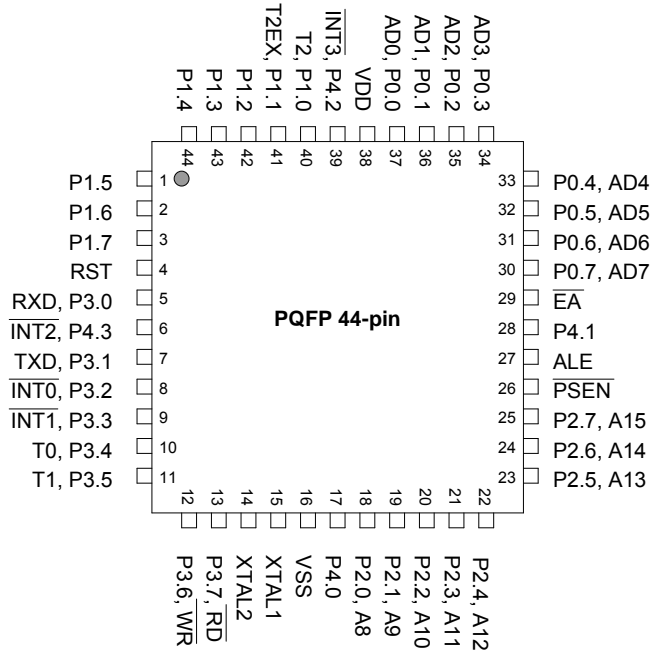 P1.4
P1.3
P1.2
T2EX, P1.1
T2, P1.0
INT3, P4.2
VDD
AD0, P0.0
AD1, P0.1
AD2, P0.2
AD3, P0.3
44
43
42
41
40
39
38
37
36
35
34
P1.5 1
P1.6 2
P1.7 3
RST 4
RXD, P3.0 5
INT2, P4.3 6
TXD, P3.1 7
INT0, P3.2 8
INT1, P3.3 9
T0, P3.4 10
T1, P3.5 11
PQFP 44-pin
33 P0.4, AD4
32 P0.5, AD5
31 P0.6, AD6
30 P0.7, AD7
29 EA
28 P4.1
27 ALE
26 PSEN
25 P2.7, A15
24 P2.6, A14
23 P2.5, A13
12
13
14
15
16
17
18
19
20
21
22
P3.6, WR
P3.7, RD
XTAL2
XTAL1
VSS
P4.0
P2.0, A8
P2.1, A9
P2.2, A10
P2.3, A11
P2.4, A12